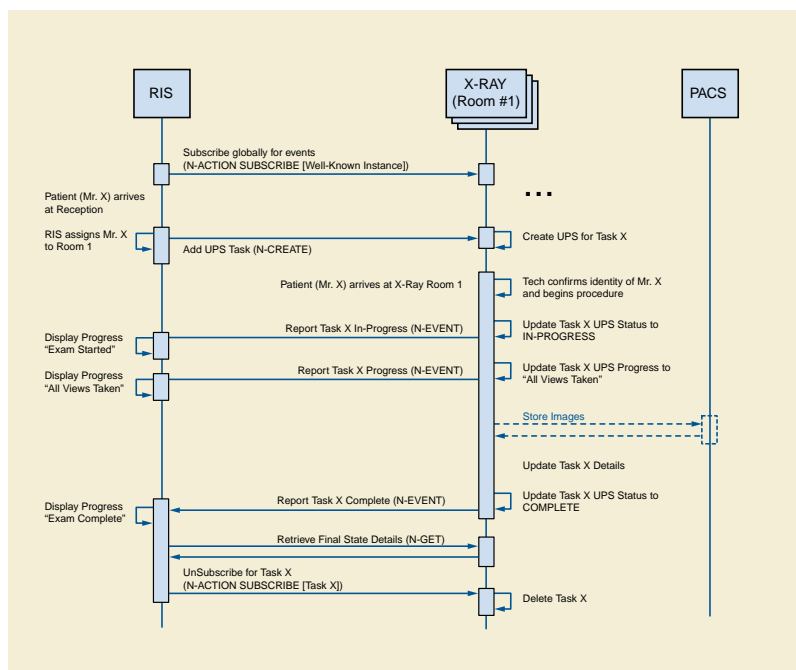 RIS
X-RAY
(Room #1)
PACS
Subscribe globally for events
(N-ACTION SUBSCRIBE [Well-Known Instance])
...
Patient (Mr. X) arrives
at Reception
RIS assigns Mr. X
to Room 1
Add UPS Task (N-CREATE)
Create UPS for Task X
Patient (Mr. X) arrives at X-Ray Room 1
Tech confirms identity of Mr. X
and begins procedure
Display Progress
“Exam Started”
Report Task X In-Progress (N-EVENT)
Update Task X UPS Status to
IN-PROGRESS
Display Progress
“All Views Taken”
Report Task X Progress (N-EVENT)
Update Task X UPS Progress to
“All Views Taken”
Store Images
Update Task X Details
Display Progress
“Exam Complete”
Report Task X Complete (N-EVENT)
Update Task X UPS Status to
COMPLETE
Retrieve Final State Details (N-GET)
UnSubscribe for Task X
(N-ACTION SUBSCRIBE [Task X])
Delete Task X